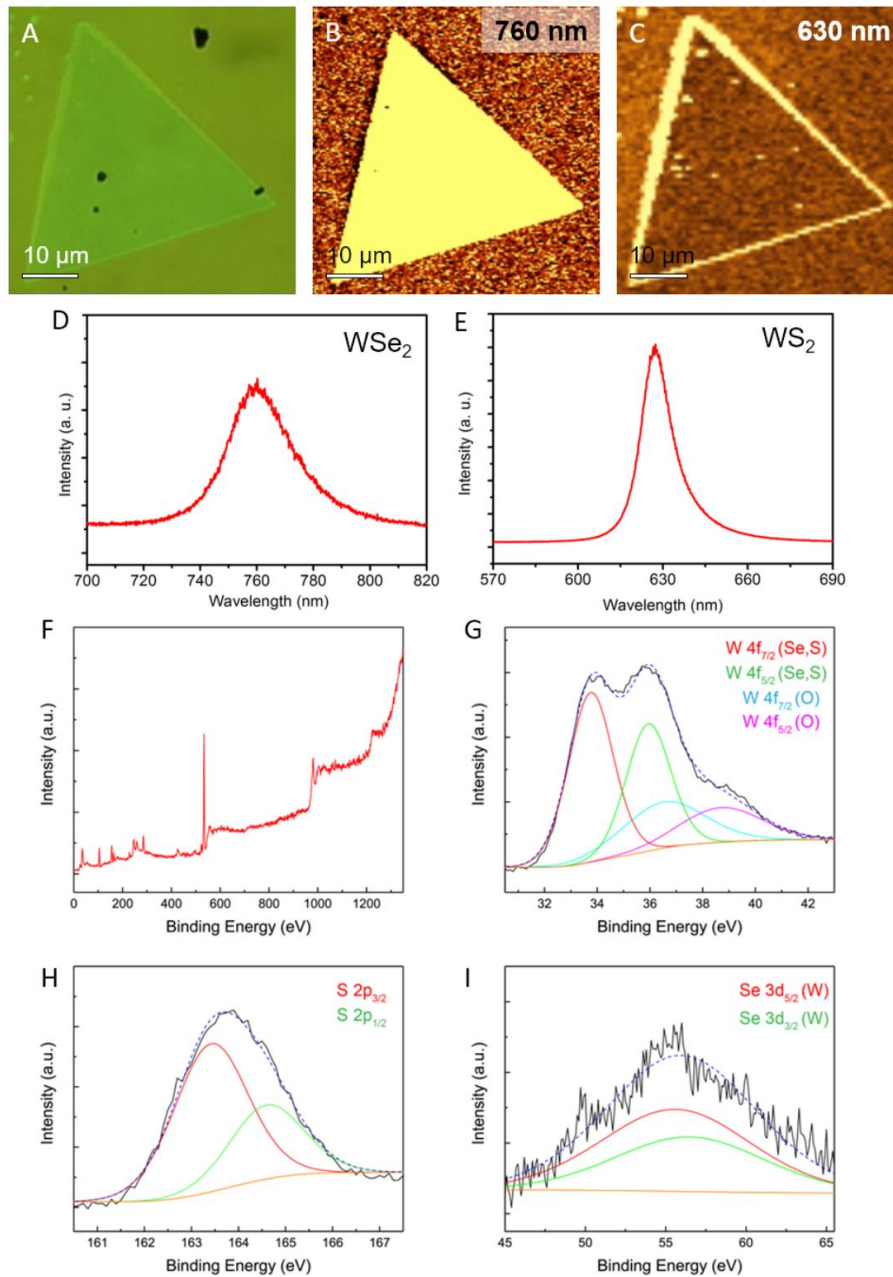 A
10 µm
B
760 nm
10 µm
C
630 nm
10 µm
D
WSe₂
Intensity (a. u.)
700 720 740 760 780 800 820
Wavelength (nm)
E
WS₂
Intensity (a. u.)
570 600 630 660 690
Wavelength (nm)
F
Intensity (a.u.)
0 200 400 600 800 1000 1200
Binding Energy (eV)
G
W 4f₇/₂ (Se,S)
W 4f₅/₂ (Se,S)
W 4f₇/₂ (O)
W 4f₅/₂ (O)
Intensity (a.u.)
32 34 36 38 40 42
Binding Energy (eV)
H
S 2p₃/₂
S 2p₁/₂
Intensity (a.u.)
161 162 163 164 165 166 167
Binding Energy (eV)
I
Se 3d₅/₂ (W)
Se 3d₃/₂ (W)
Intensity (a.u.)
45 50 55 60 65
Binding Energy (eV)